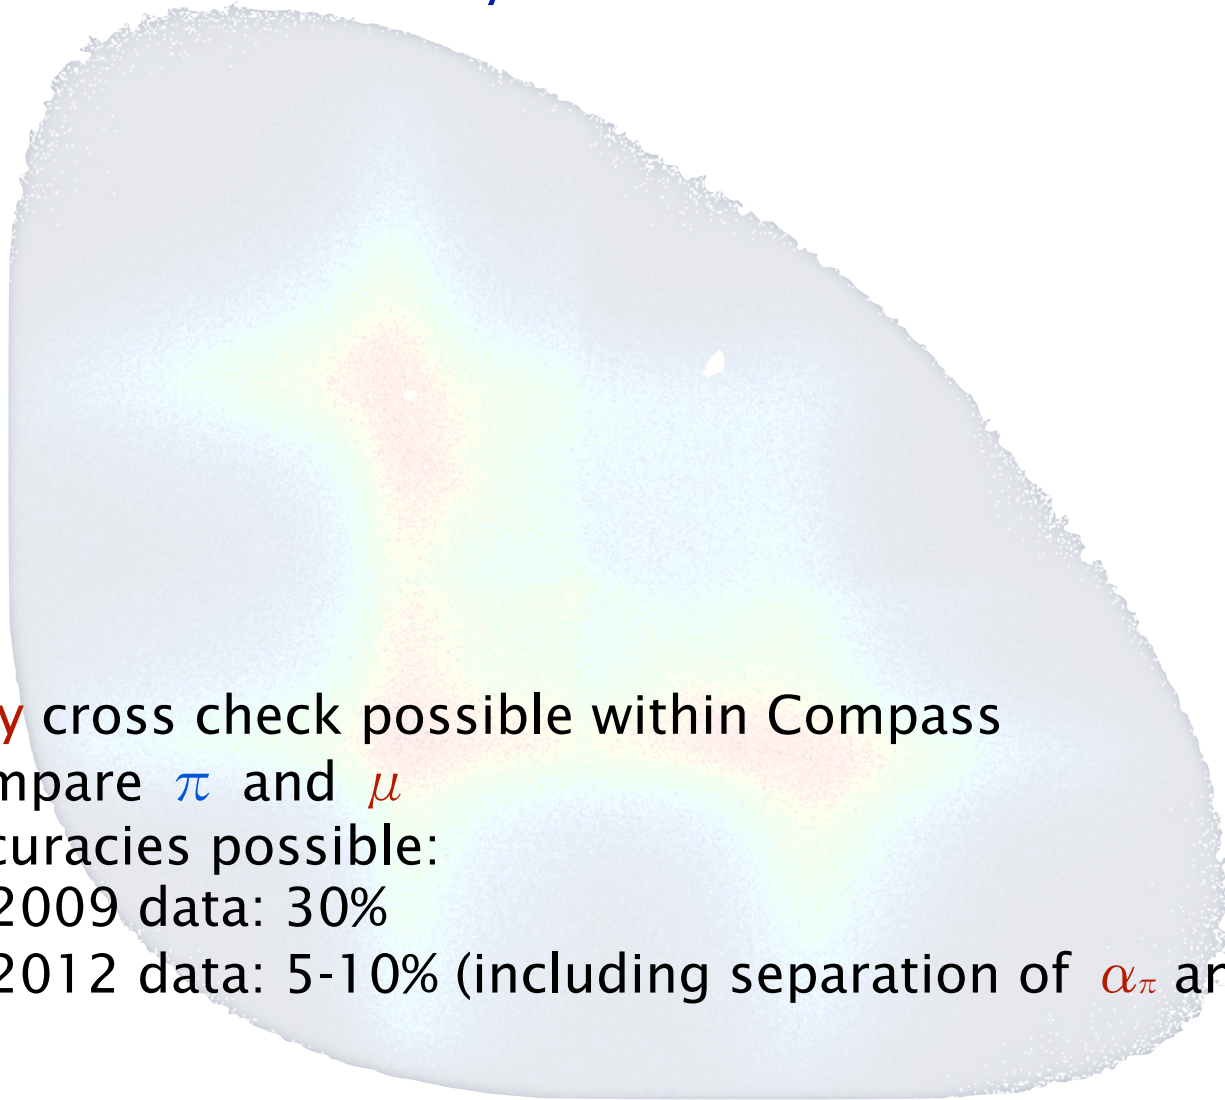 y cross check possible within Compass
mpare π and μ
curacies possible:
2009 data: 30%
2012 data: 5-10% (including separation of απ an